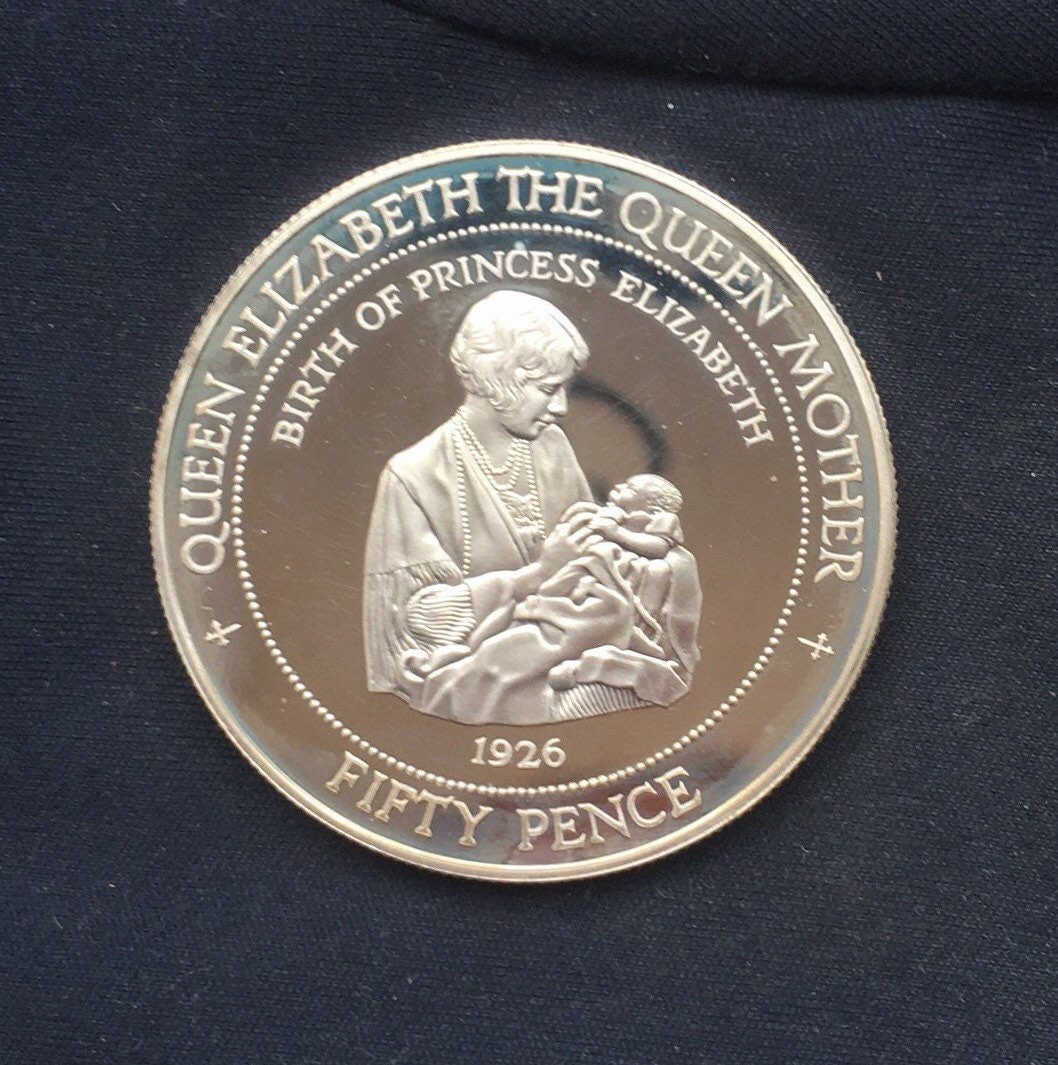 QUEEN ELIZABETH THE QUEEN MOTHER
BIRTH OF PRINCESS ELIZABETH
1926
FIFTY PENCE